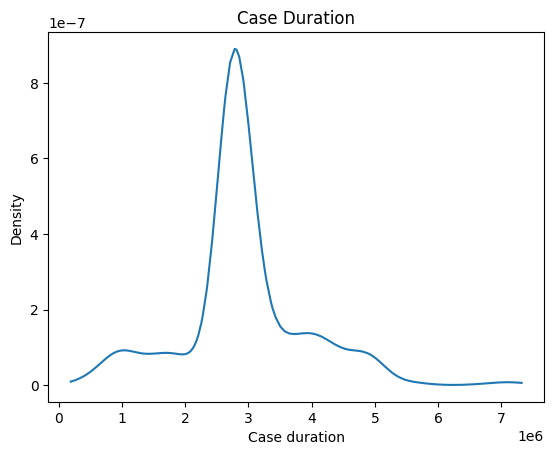 Case Duration
1e−7
8
6
4
2
0
Density
0 1 2 3 4 5 6 7
1e6
Case duration